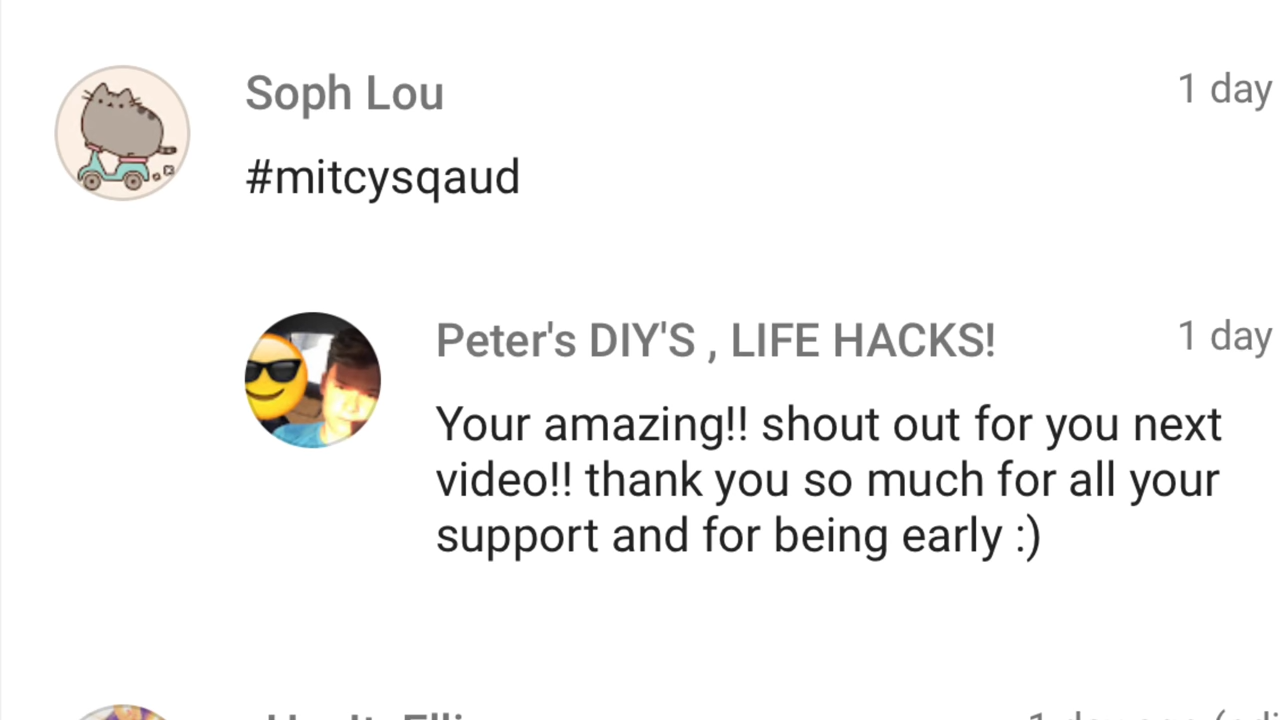 Soph Lou
1 day
#mitcysqaud
Peter's DIY'S , LIFE HACKS!
1 day
Your amazing!! shout out for you next
video!! thank you so much for all your
support and for being early :)